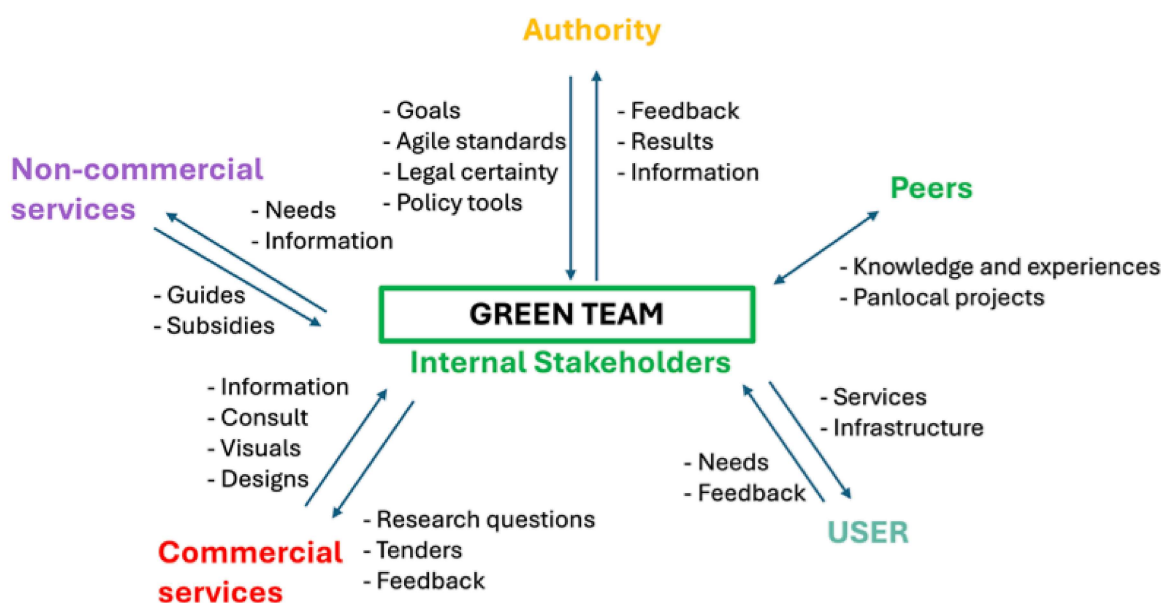 Authority
- Goals
- Agile standards
- Legal certainty
- Policy tools
- Feedback
- Results
- Information
Non-commercial
services
- Needs
- Information
- Guides
- Subsidies
Peers
- Knowledge and experiences
- Panlocal projects
GREEN TEAM
Internal Stakeholders
- Information
- Consult
- Visuals
- Designs
- Research questions
- Tenders
- Feedback
Commercial
services
- Services
- Infrastructure
- Needs
- Feedback
USER